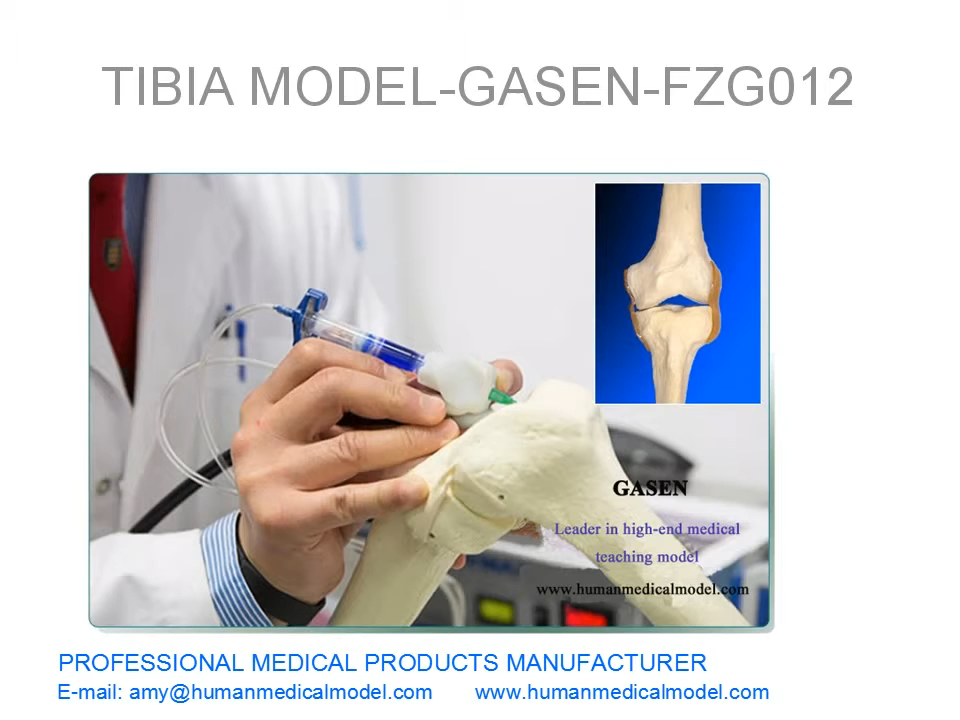 TIBIA MODEL-GASEN-FZG012
GASEN
Leader in high-end medical
teaching model
www.humanmedicalmodel.com
PROFESSIONAL MEDICAL PRODUCTS MANUFACTURER
E-mail: amy@humanmedicalmodel.com www.humanmedicalmodel.com